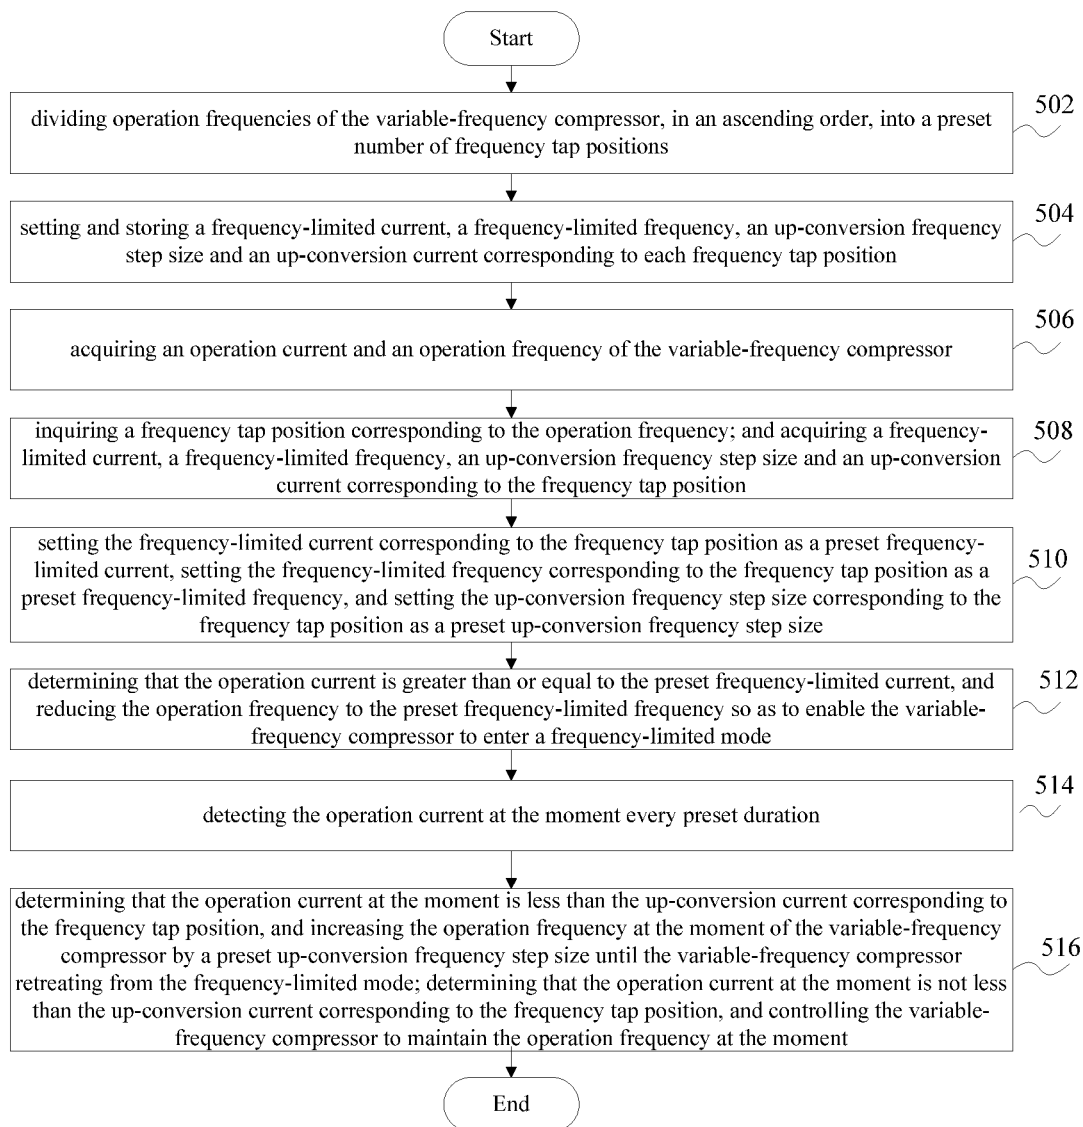 Start
dividing operation frequencies of the variable-frequency compressor, in an ascending order, into a preset
number of frequency tap positions
502
setting and storing a frequency-limited current, a frequency-limited frequency, an up-conversion frequency
step size and an up-conversion current corresponding to each frequency tap position
504
acquiring an operation current and an operation frequency of the variable-frequency compressor
506
inquiring a frequency tap position corresponding to the operation frequency; and acquiring a frequency-
limited current, a frequency-limited frequency, an up-conversion frequency step size and an up-conversion
current corresponding to the frequency tap position
508
setting the frequency-limited current corresponding to the frequency tap position as a preset frequency-
limited current, setting the frequency-limited frequency corresponding to the frequency tap position as a
preset frequency-limited frequency, and setting the up-conversion frequency step size corresponding to the
frequency tap position as a preset up-conversion frequency step size
510
determining that the operation current is greater than or equal to the preset frequency-limited current, and
reducing the operation frequency to the preset frequency-limited frequency so as to enable the variable-
frequency compressor to enter a frequency-limited mode
512
detecting the operation current at the moment every preset duration
514
determining that the operation current at the moment is less than the up-conversion current corresponding to
the frequency tap position, and increasing the operation frequency at the moment of the variable-frequency
compressor by a preset up-conversion frequency step size until the variable-frequency compressor
retreating from the frequency-limited mode; determining that the operation current at the moment is not less
than the up-conversion current corresponding to the frequency tap position, and controlling the variable-
frequency compressor to maintain the operation frequency at the moment
516
End